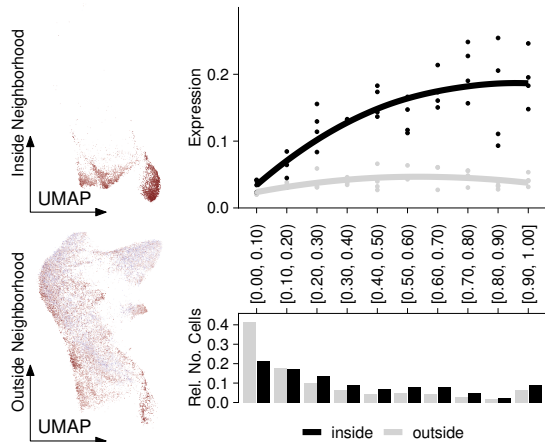 Inside Neighborhood
UMAP
Expression
0.2
0.1
0.0
[0.00, 0.10)
[0.10, 0.20)
[0.20, 0.30)
[0.30, 0.40)
[0.40, 0.50)
[0.50, 0.60)
[0.60, 0.70)
[0.70, 0.80)
[0.80, 0.90)
[0.90, 1.00]
Outside Neighborhood
UMAP
Rel. No. Cells
0.4
0.3
0.2
0.1
0.0
inside
outside